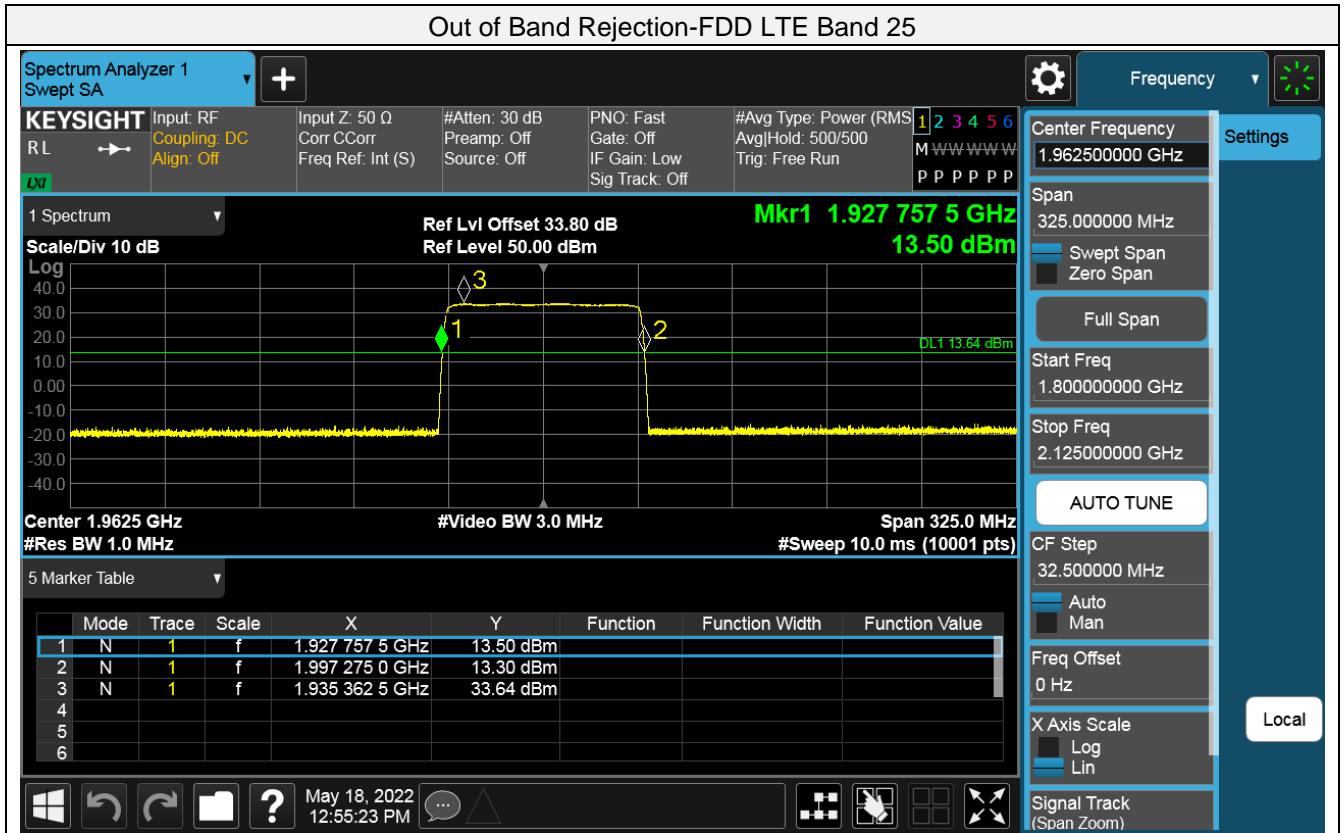 Out of Band Rejection-FDD LTE Band 25
Spectrum Analyzer 1
Swept SA
Frequency
KEYSIGHT
RL
LXI
Input: RF
Coupling: DC
Align: Off
Input Z: 50 Ω
Corr CCorr
Freq Ref: Int (S)
#Atten: 30 dB
Preamp: Off
Source: Off
PNO: Fast
Gate: Off
IF Gain: Low
Sig Track: Off
#Avg Type: Power (RMS
Avg|Hold: 500/500
Trig: Free Run
1 2 3 4 5 6
M W W W W W
P P P P P P
1 Spectrum
Scale/Div 10 dB
Ref Lvl Offset 33.80 dB
Ref Level 50.00 dBm
Mkr1 1.927 757 5 GHz
13.50 dBm
Log
40.0
30.0
20.0
10.0
0.00
-10.0
-20.0
-30.0
-40.0
3
1
2
DL1 13.64 dBm
Center 1.9625 GHz
#Video BW 3.0 MHz
Span 325.0 MHz
#Res BW 1.0 MHz
#Sweep 10.0 ms (10001 pts)
5 Marker Table
Mode Trace Scale X Y Function Function Width Function Value
1 N 1 f 1.927 757 5 GHz 13.50 dBm
2 N 1 f 1.997 275 0 GHz 13.30 dBm
3 N 1 f 1.935 362 5 GHz 33.64 dBm
4
5
6
May 18, 2022
12:55:23 PM
Center Frequency
1.962500000 GHz
Settings
Span
325.000000 MHz
Swept Span
Zero Span
Full Span
Start Freq
1.800000000 GHz
Stop Freq
2.125000000 GHz
AUTO TUNE
CF Step
32.500000 MHz
Auto
Man
Freq Offset
0 Hz
X Axis Scale
Log
Lin
Local
Signal Track
(Span Zoom)